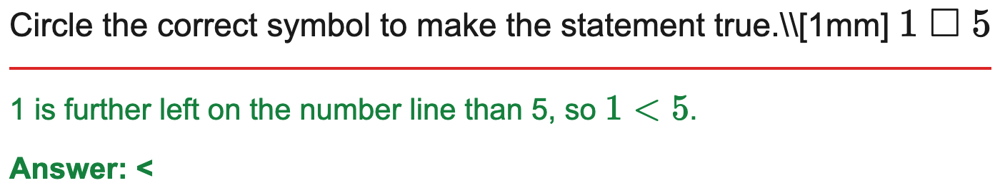 Circle the correct symbol to make the statement true.\\[1mm] 1 □ 5
1 is further left on the number line than 5, so 1 < 5.
Answer: <